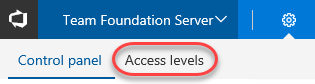 Team Foundation Server
Control panel Access levels